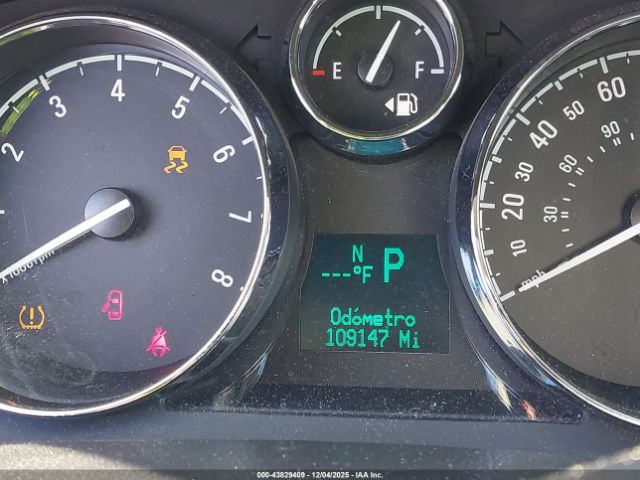 2 3 4 5 6 7 8
x1000rpm
E F
10 20 30 40 50 60
30 60 90
mph
N
---°F P
Odómetro
109147 Mi
000-43829409 - 12/04/2025 - IAA Inc.